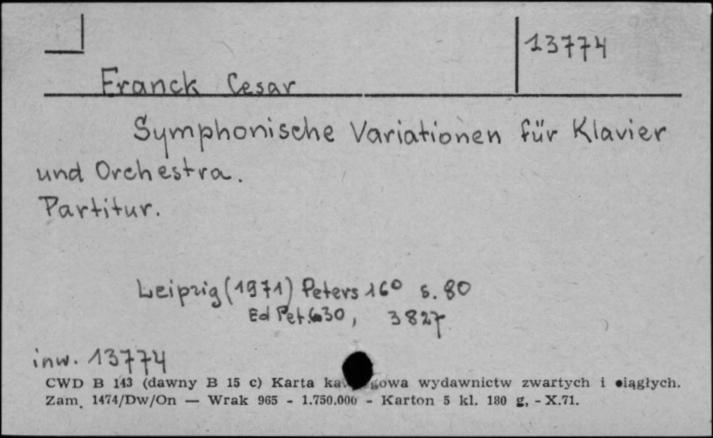 13774
Franck Cesar
Symphonische Variationen für Klavier
und Orchestra.
Partitur.
Leipzig (1971) Peters 16° s. 80
Ed Pet. 3827
inw. 13774
CWD B 143 (dawny B 15 c) Karta wydawnictw zwartych i ciągłych.
Zam. 1474/Dw/On — Wrak 965 - 1.750.000 - Karton 5 kl. 180 g, - X.71.